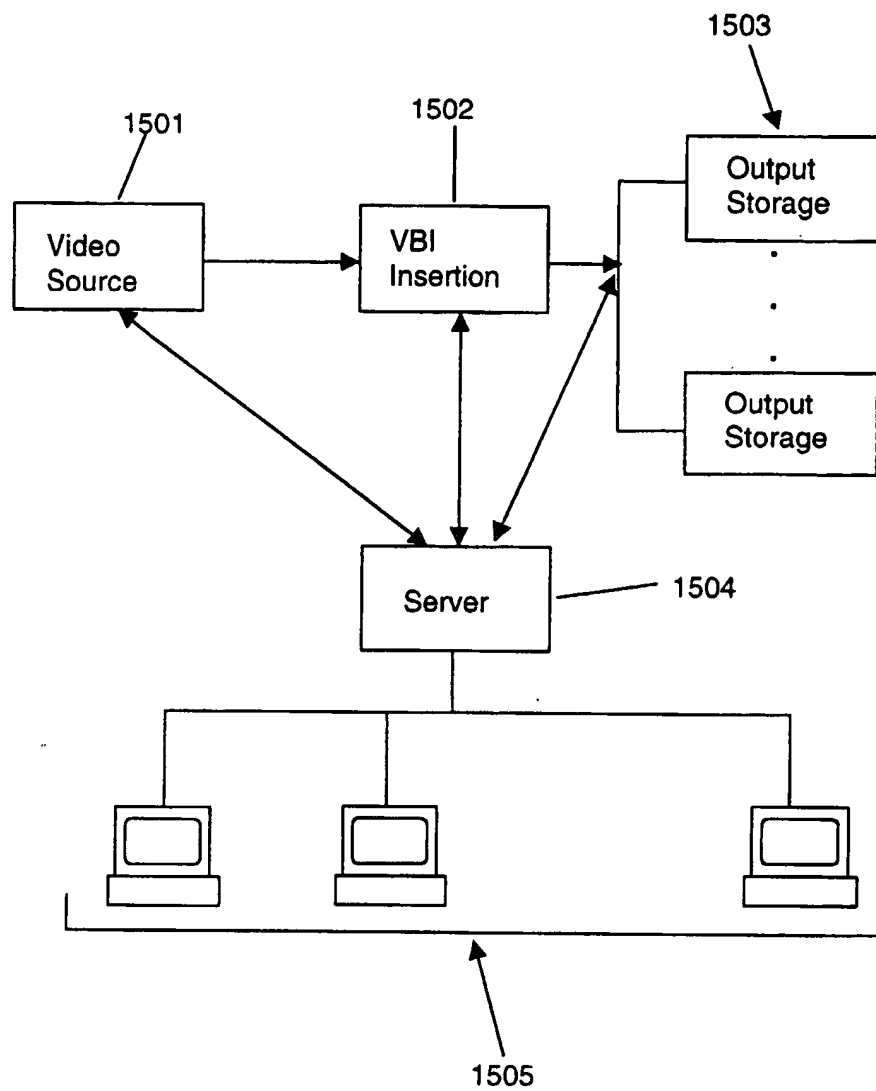 1503
1501
1502
Output
Storage
Video
Source
VBI
Insertion
Output
Storage
Server
1504
1505